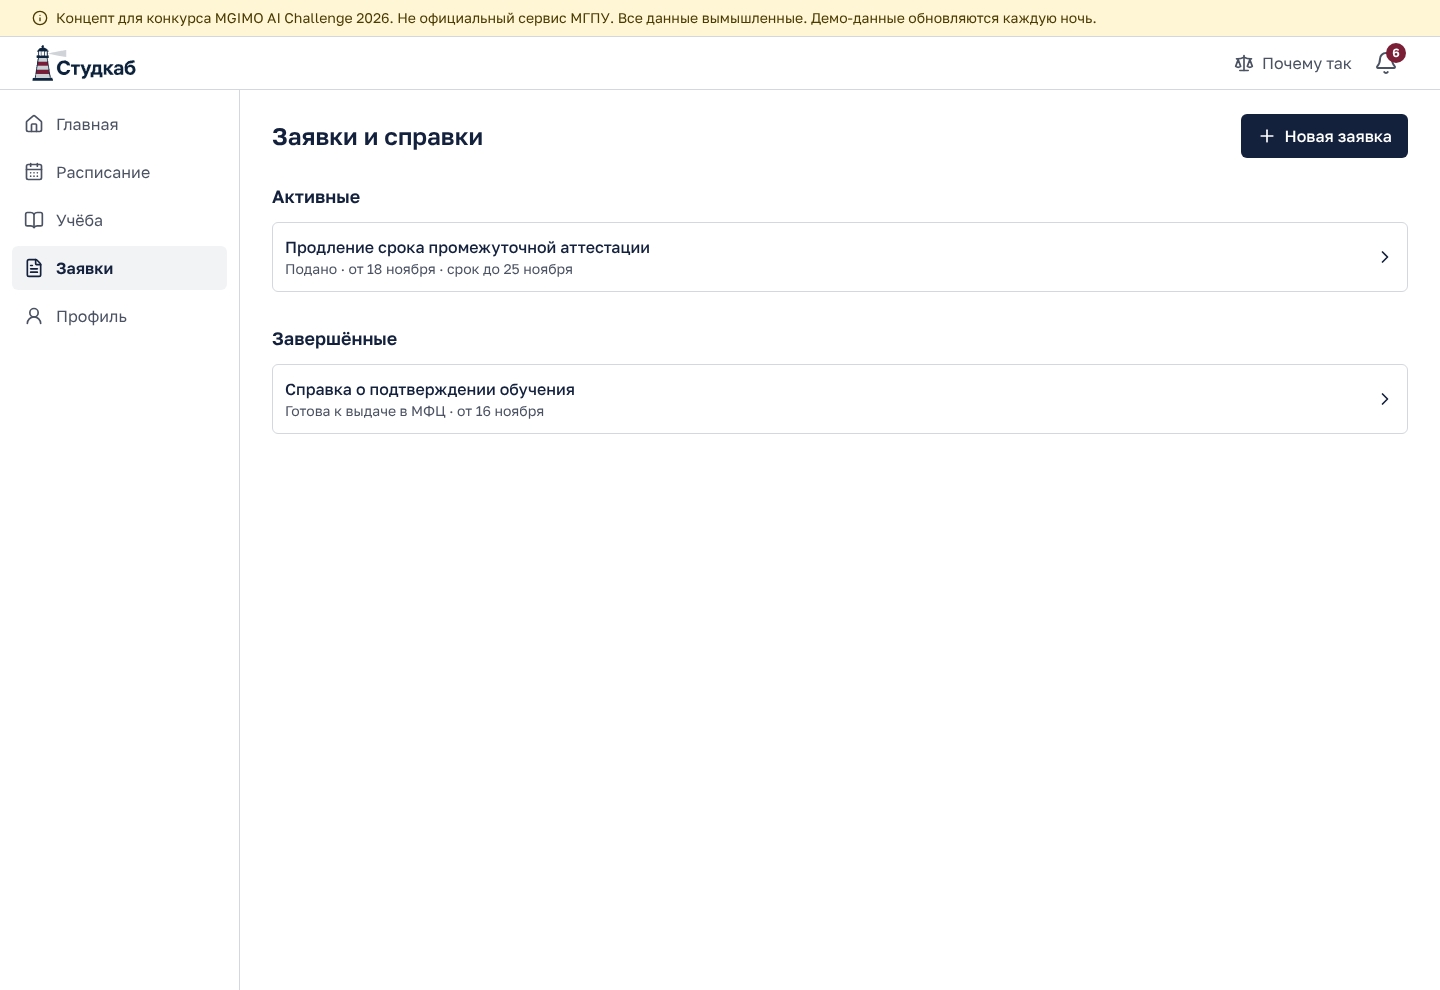 Концепт для конкурса MGIMO AI Challenge 2026. Не официальный сервис МГПУ. Все данные вымышленные. Демо-данные обновляются каждую ночь.
Студкаб
Почему так
6
Главная
Расписание
Учёба
Заявки
Профиль
Заявки и справки
Новая заявка
Активные
Продление срока промежуточной аттестации
Подано · от 18 ноября · срок до 25 ноября
Завершённые
Справка о подтверждении обучения
Готова к выдаче в МФЦ · от 16 ноября